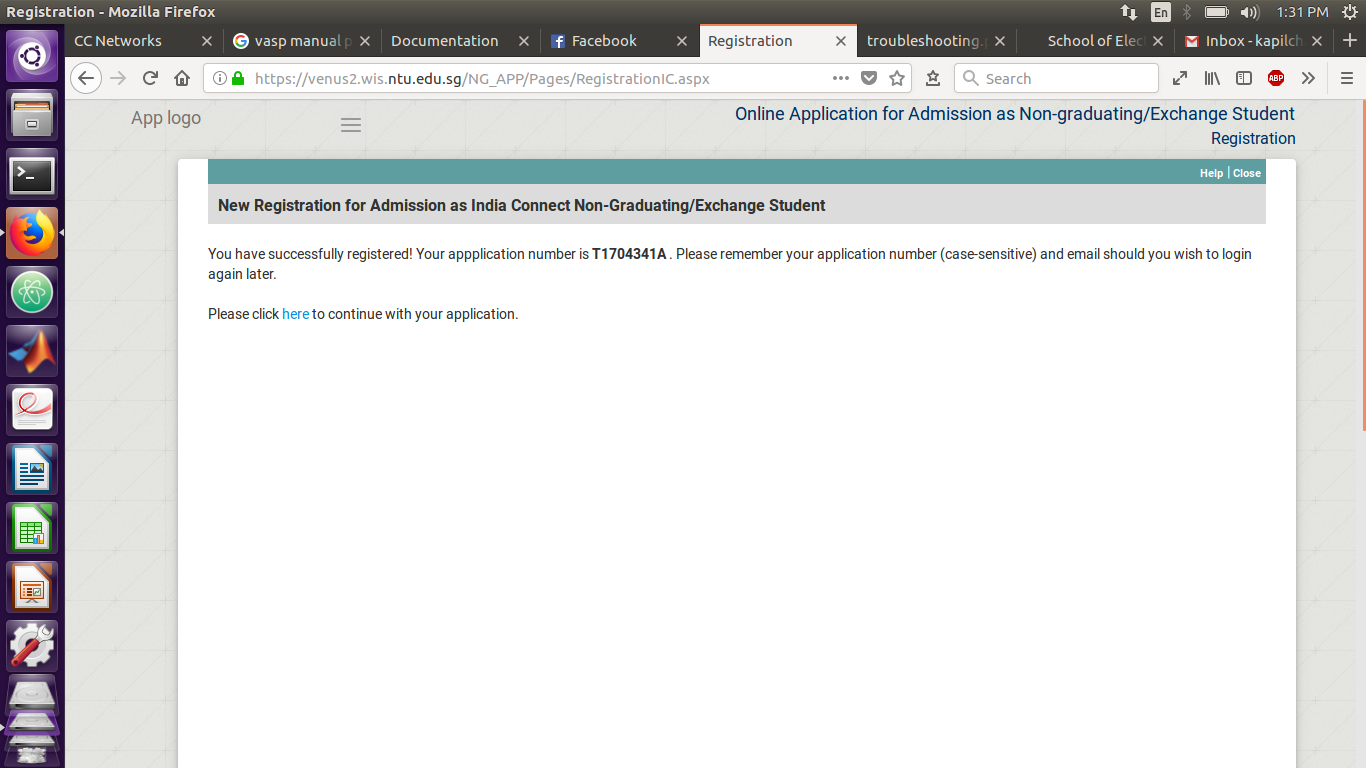 Registration - Mozilla Firefox
En
1:31 PM
CC Networks
vasp manual p
Documentation
Facebook
Registration
troubleshooting.p
School of Elec
Inbox - kapilch
https://venus2.wis.ntu.edu.sg/NG_APP/Pages/RegistrationIC.aspx
Search
ABP
App logo
Online Application for Admission as Non-graduating/Exchange Student
Registration
Help | Close
New Registration for Admission as India Connect Non-Graduating/Exchange Student
You have successfully registered! Your appplication number is T1704341A . Please remember your application number (case-sensitive) and email should you wish to login
again later.
Please click here to continue with your application.